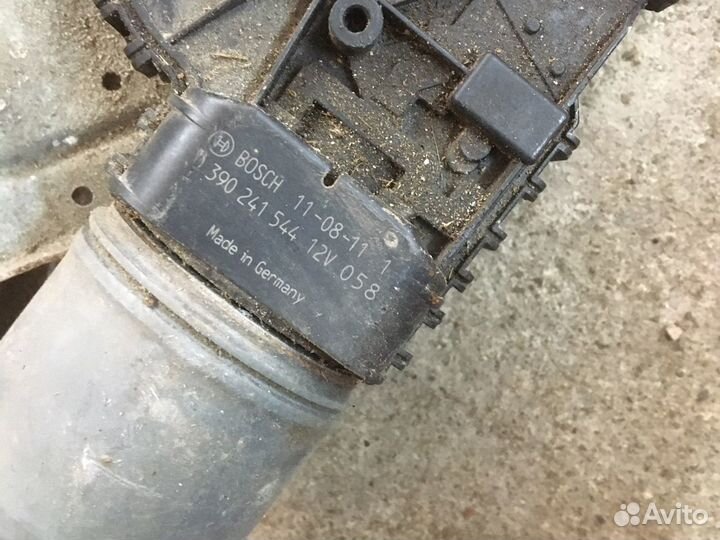 BOSCH 11-08-11 1
390 241 544 12V 058
Made in Germany
Avito